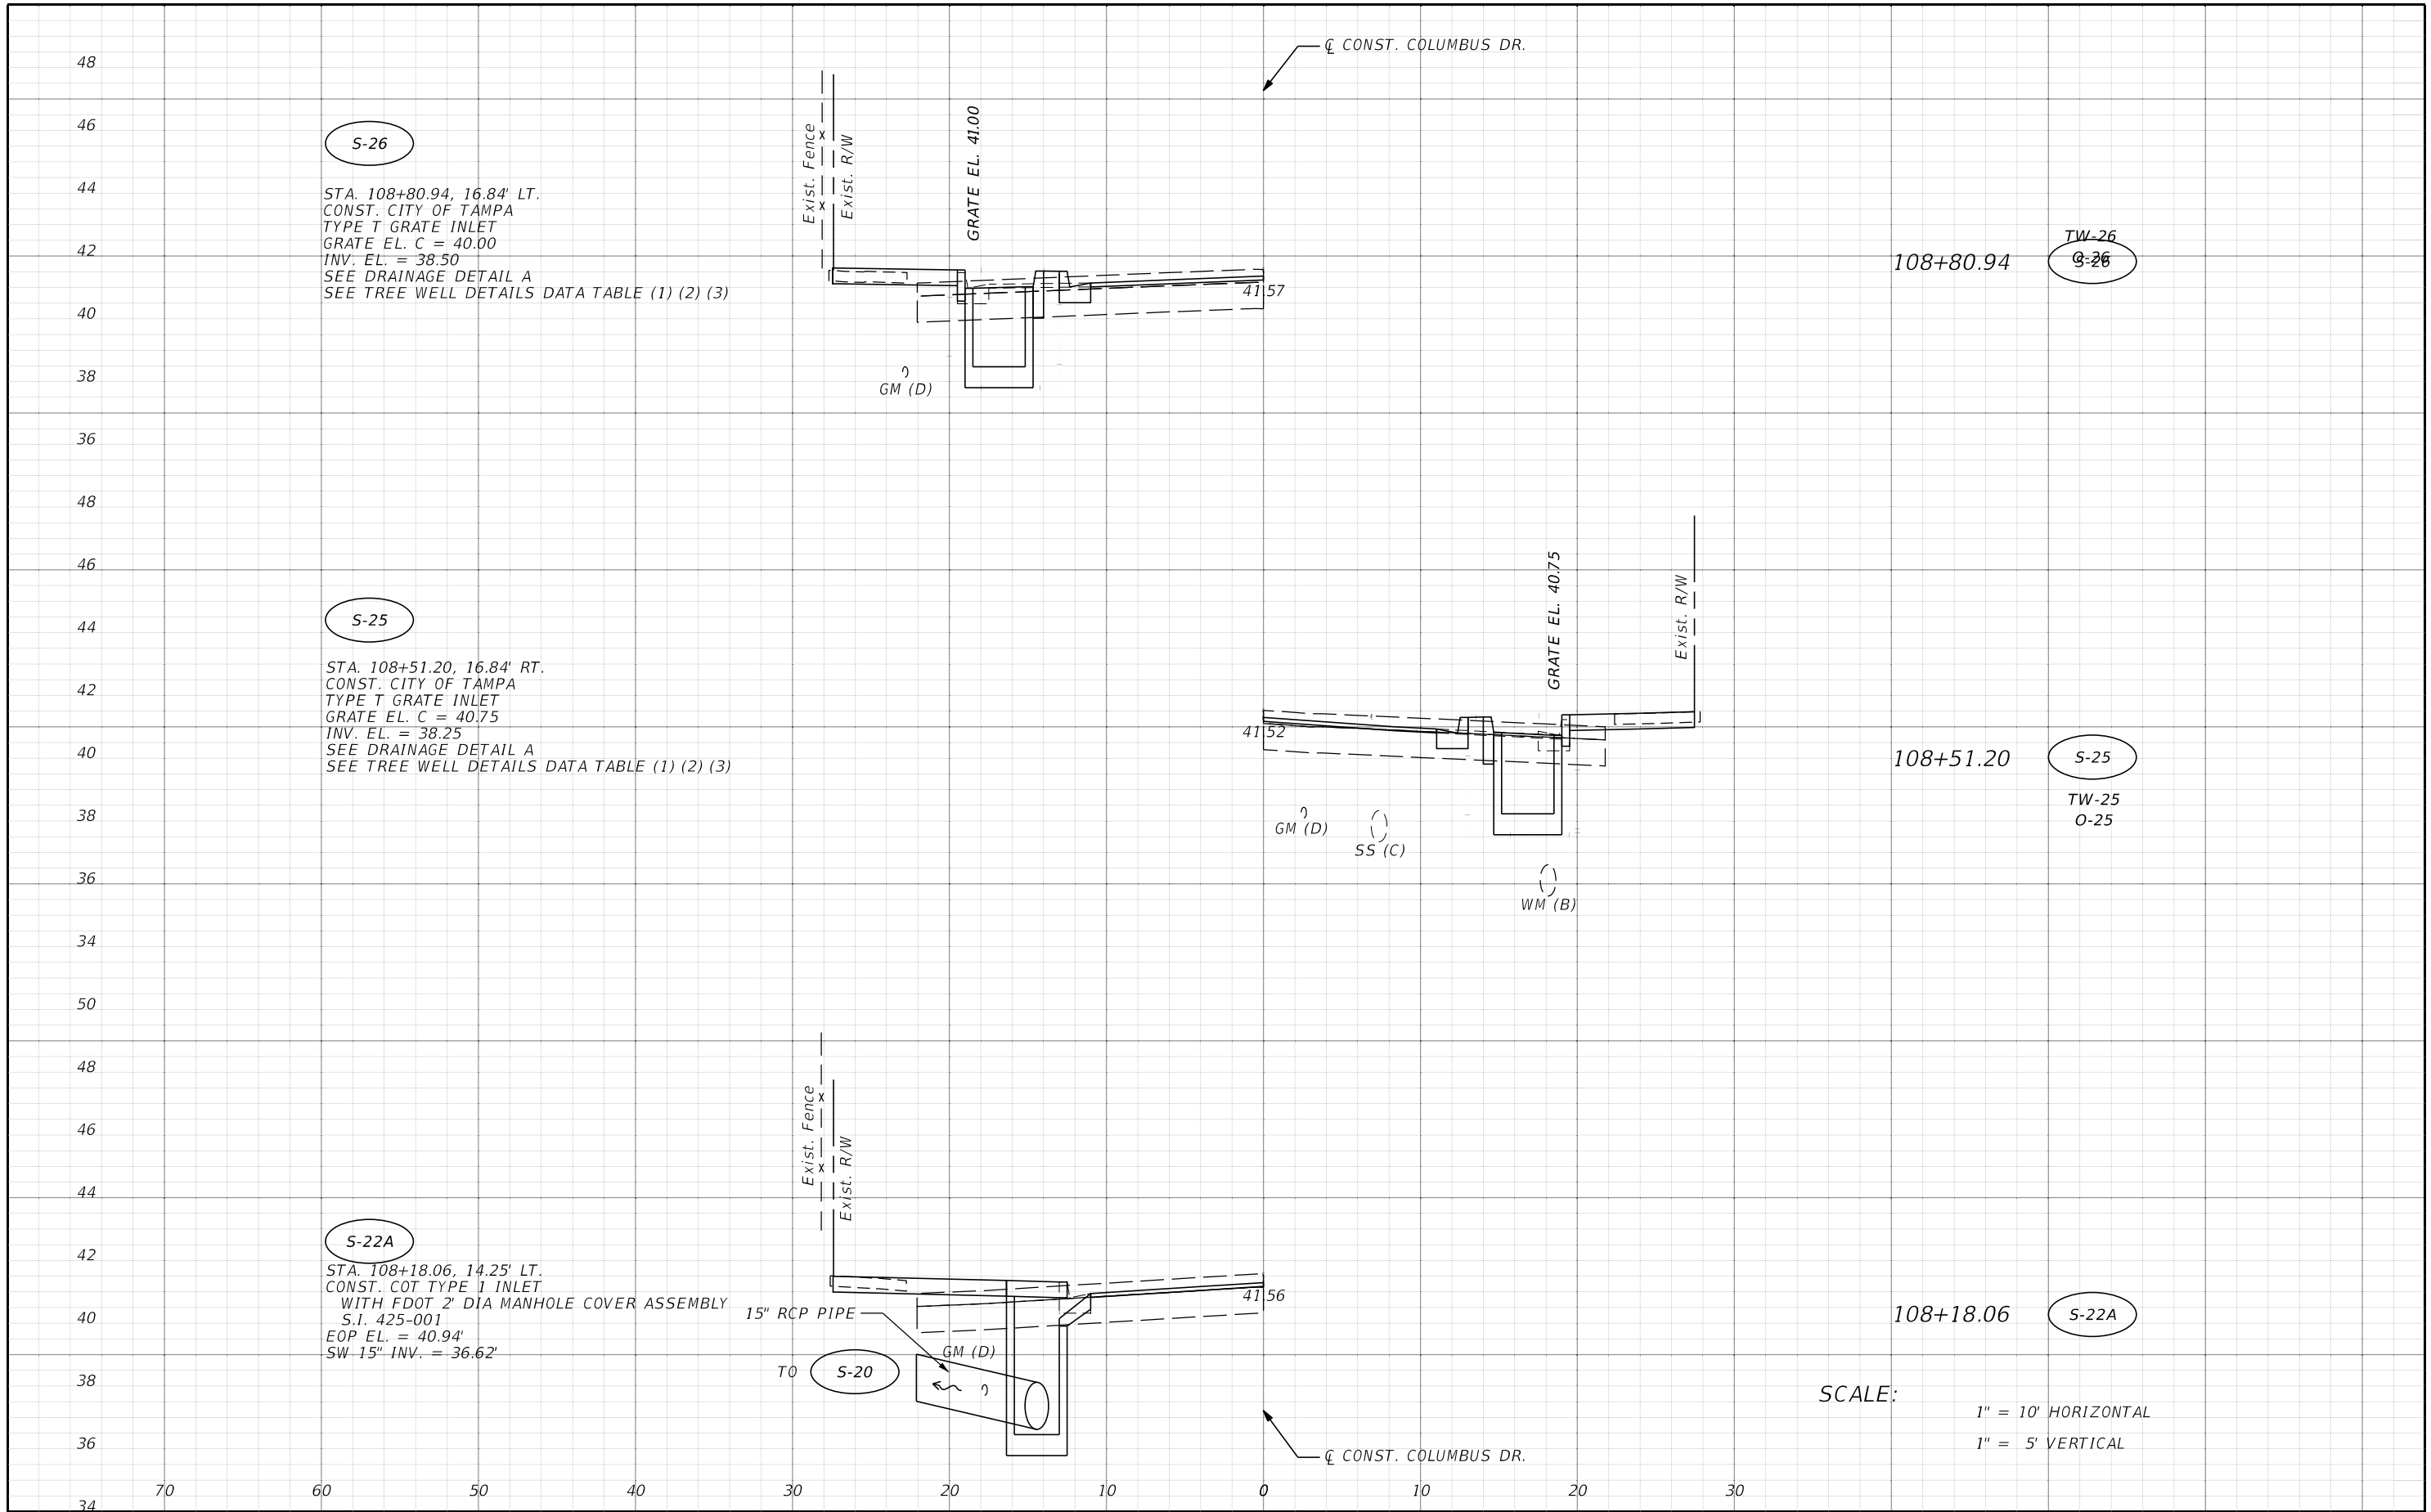 ℄ CONST. COLUMBUS DR.
48
46
44
42
40
38
36
S-26
STA. 108+80.94, 16.84' LT.
CONST. CITY OF TAMPA
TYPE T GRATE INLET
GRATE EL. C = 40.00
INV. EL. = 38.50
SEE DRAINAGE DETAIL A
SEE TREE WELL DETAILS DATA TABLE (1) (2) (3)
Exist. Fence
x
x
Exist. R/W
GRATE EL. 41.00
41.57
GM (D)
108+80.94
TW-26
O-26
S-26
48
46
44
42
40
38
36
34
S-25
STA. 108+51.20, 16.84' RT.
CONST. CITY OF TAMPA
TYPE T GRATE INLET
GRATE EL. C = 40.75
INV. EL. = 38.25
SEE DRAINAGE DETAIL A
SEE TREE WELL DETAILS DATA TABLE (1) (2) (3)
GRATE EL. 40.75
Exist. R/W
41.52
GM (D)
SS (C)
WM (B)
108+51.20
S-25
TW-25
O-25
50
48
46
44
42
40
38
36
34
S-22A
STA. 108+18.06, 14.25' LT.
CONST. COT TYPE 1 INLET
WITH FDOT 2' DIA MANHOLE COVER ASSEMBLY
S.I. 425-001
EOP EL. = 40.94'
SW 15" INV. = 36.62'
Exist. Fence
x
x
Exist. R/W
41.56
15" RCP PIPE
GM (D)
TO
S-20
108+18.06
S-22A
℄ CONST. COLUMBUS DR.
SCALE:
1" = 10' HORIZONTAL
1" = 5' VERTICAL
70 60 50 40 30 20 10 0 10 20 30